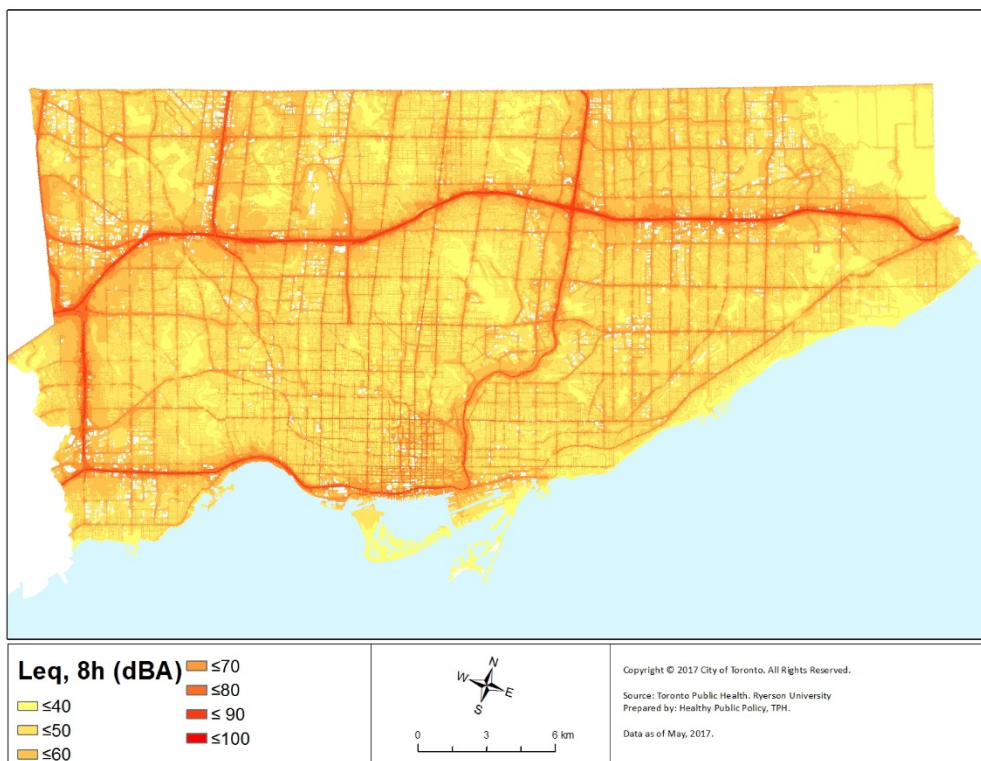 Leq, 8h (dBA)
≤40
≤50
≤60
≤70
≤80
≤ 90
≤100
N
W
E
S
0 3 6 km
Copyright © 2017 City of Toronto. All Rights Reserved.
Source: Toronto Public Health. Ryerson University
Prepared by: Healthy Public Policy, TPH.
Data as of May, 2017.